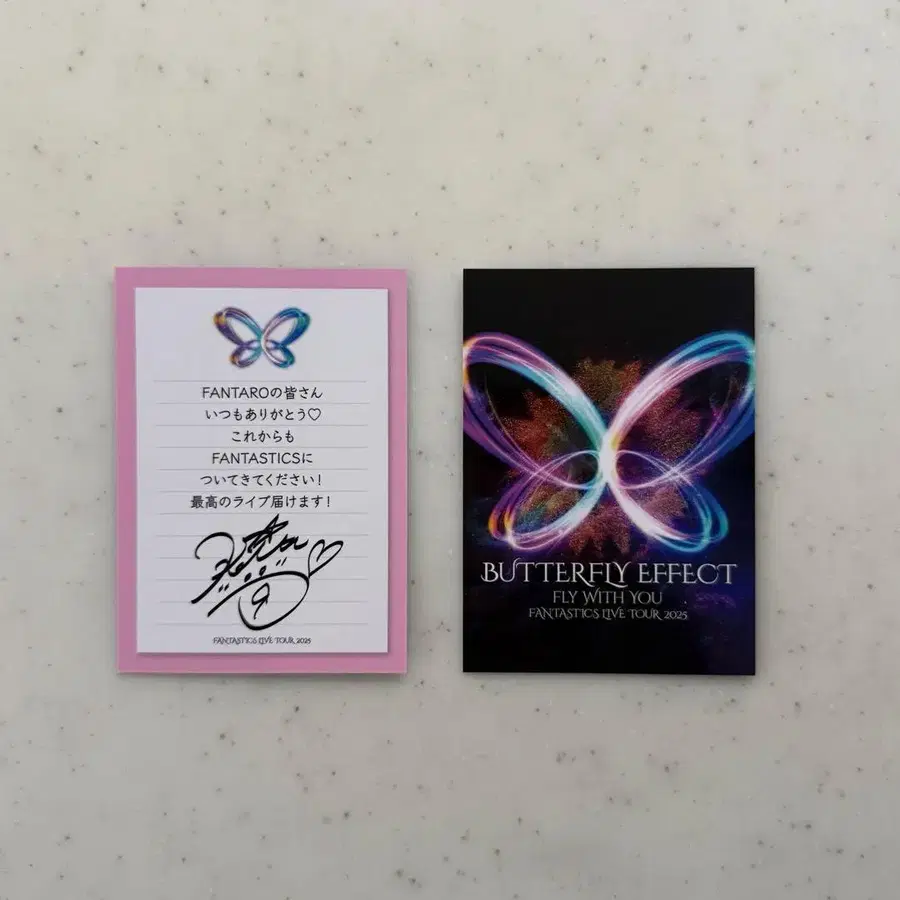 FANTAROの皆さん
いつもありがとう♡
これからも
FANTASTICSに
ついてきてください!
最高のライブ届けます!
FANTASTICS LIVE TOUR 2025
BUTTERFLY EFFECT
FLY WITH YOU
FANTASTICS LIVE TOUR 2025